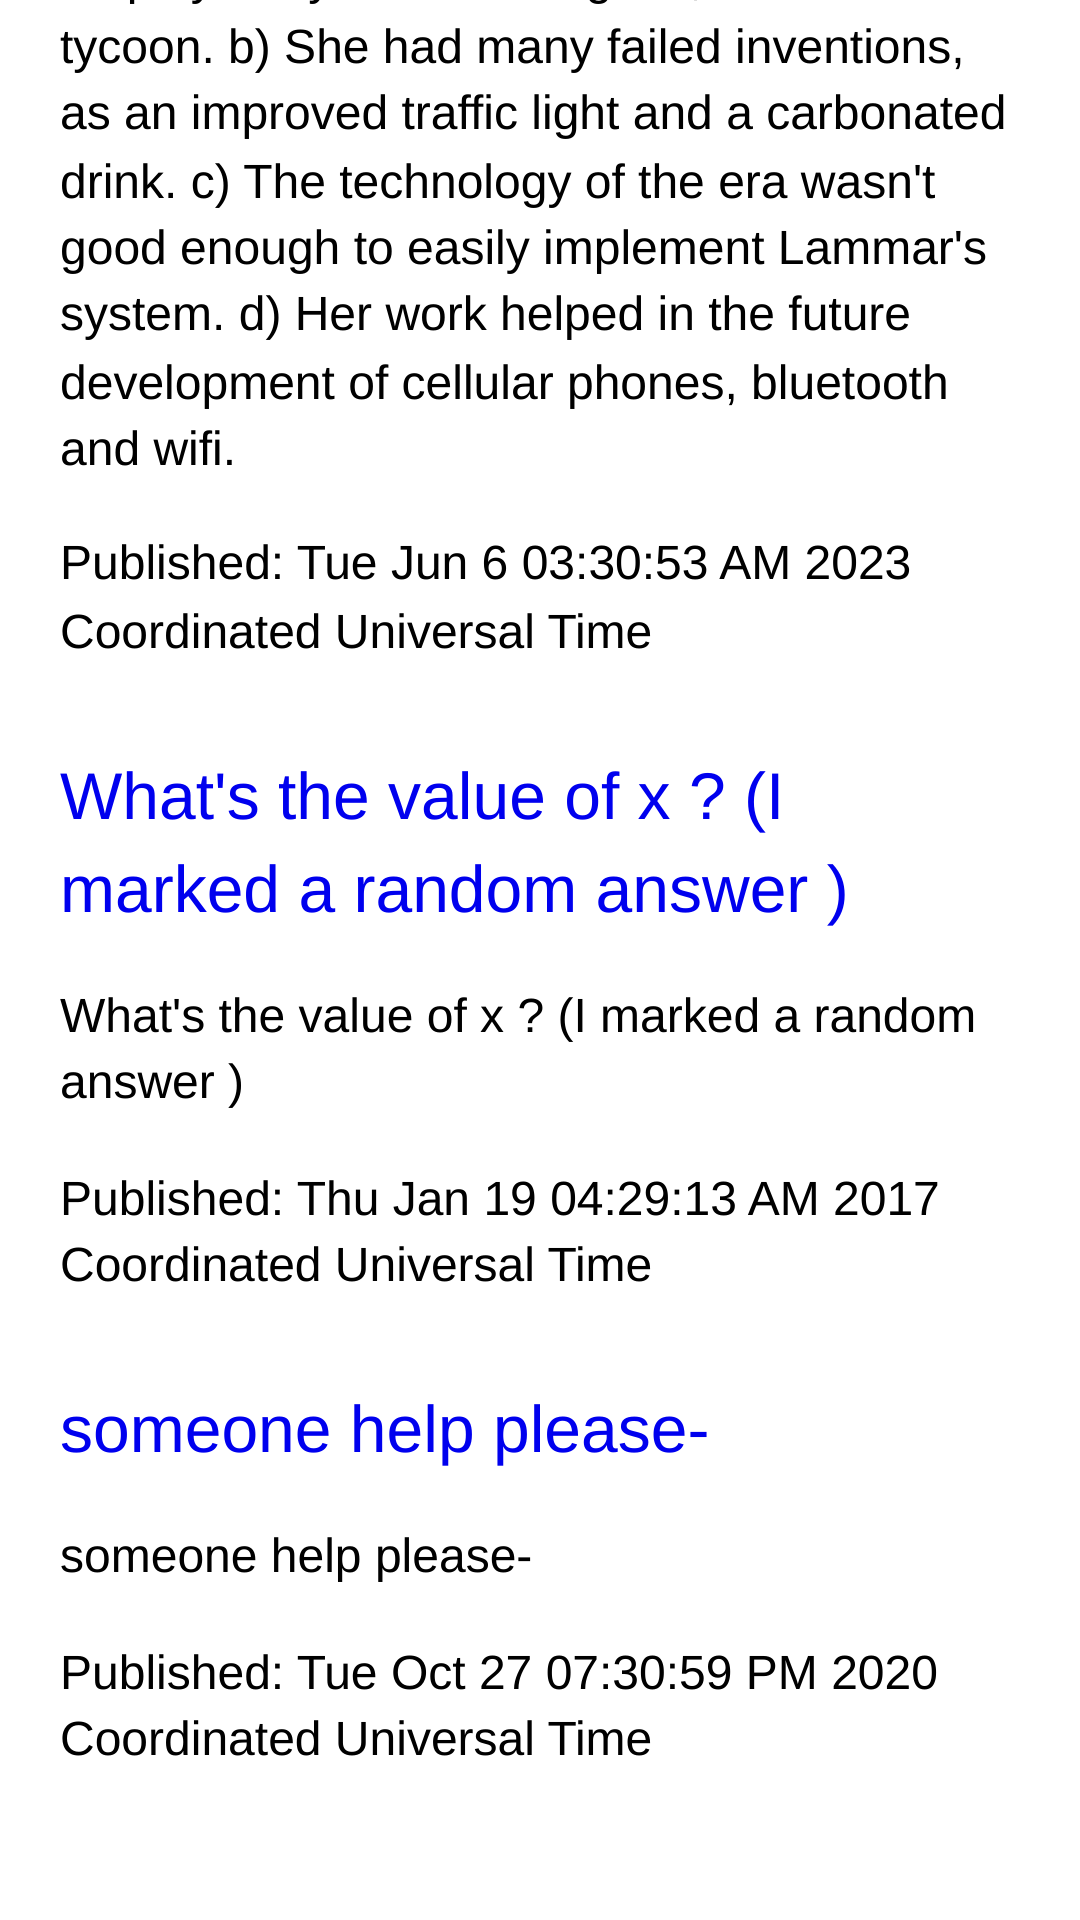 tycoon. b) She had many failed inventions,
as an improved traffic light and a carbonated
drink. c) The technology of the era wasn't
good enough to easily implement Lammar's
system. d) Her work helped in the future
development of cellular phones, bluetooth
and wifi.
Published: Tue Jun 6 03:30:53 AM 2023
Coordinated Universal Time
What's the value of x ? (I
marked a random answer )
What's the value of x ? (I marked a random
answer )
Published: Thu Jan 19 04:29:13 AM 2017
Coordinated Universal Time
someone help please-
someone help please-
Published: Tue Oct 27 07:30:59 PM 2020
Coordinated Universal Time